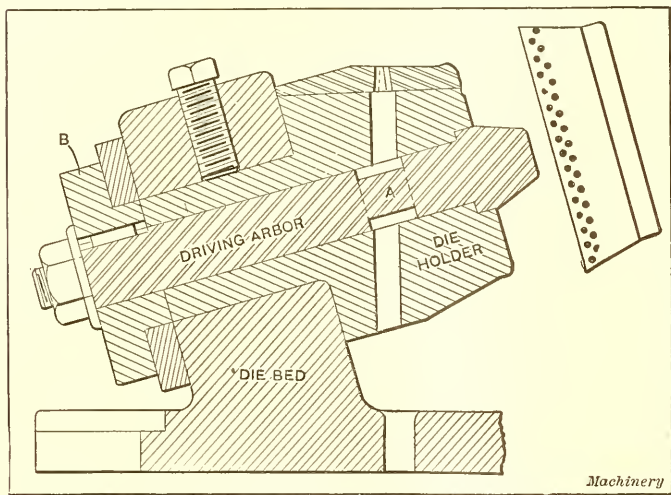 B
A
DRIVING ARBOR
DIE
HOLDER
DIE BED
Machinery